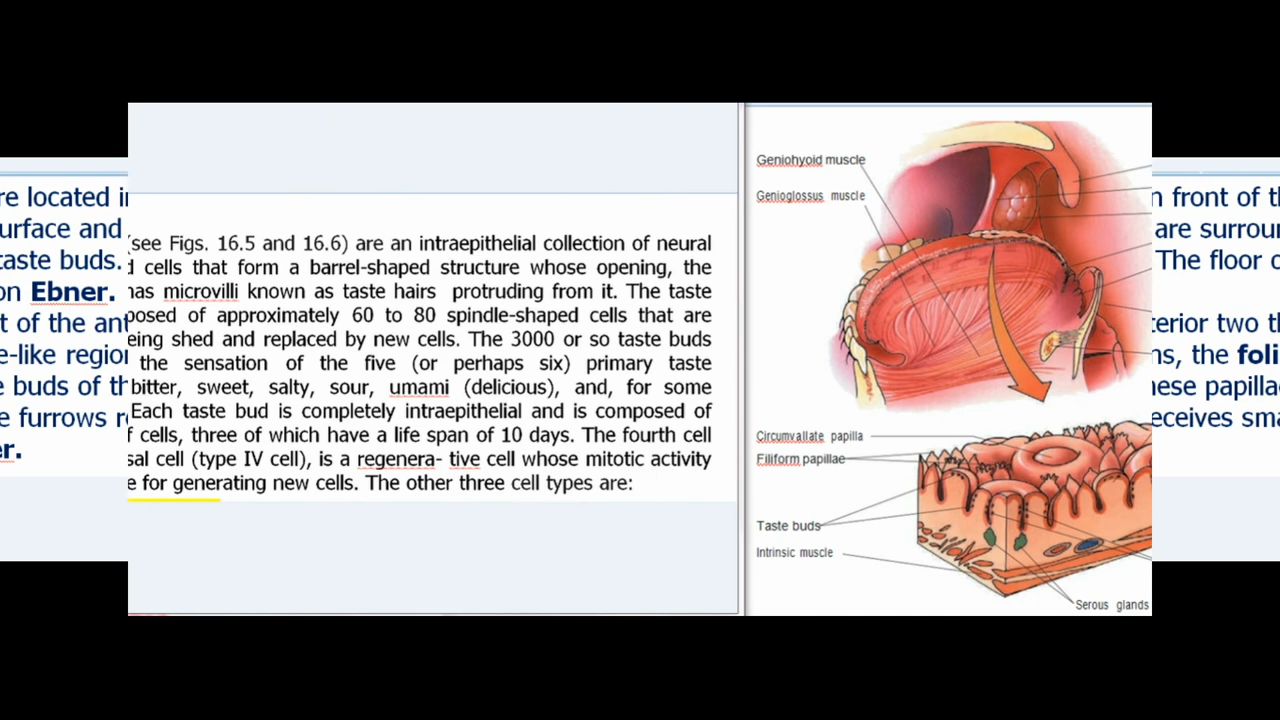 re located in
urface and
taste buds.
on Ebner.
t of the ant
e-like region
e buds of th
e furrows r
er.
(see Figs. 16.5 and 16.6) are an intraepithelial collection of neural
d cells that form a barrel-shaped structure whose opening, the
has microvilli known as taste hairs protruding from it. The taste
posed of approximately 60 to 80 spindle-shaped cells that are
eing shed and replaced by new cells. The 3000 or so taste buds
the sensation of the five (or perhaps six) primary taste
bitter, sweet, salty, sour, umami (delicious), and, for some
Each taste bud is completely intraepithelial and is composed of
f cells, three of which have a life span of 10 days. The fourth cell
sal cell (type IV cell), is a regenera- tive cell whose mitotic activity
e for generating new cells. The other three cell types are:
Geniohyoid muscle
Genioglossus muscle
Circumvallate papilla
Filiform papillae
Taste buds
Intrinsic muscle
Serous glands
n front of th
are surrour
The floor o
terior two th
ns, the foli
hese papilla
eceives sma